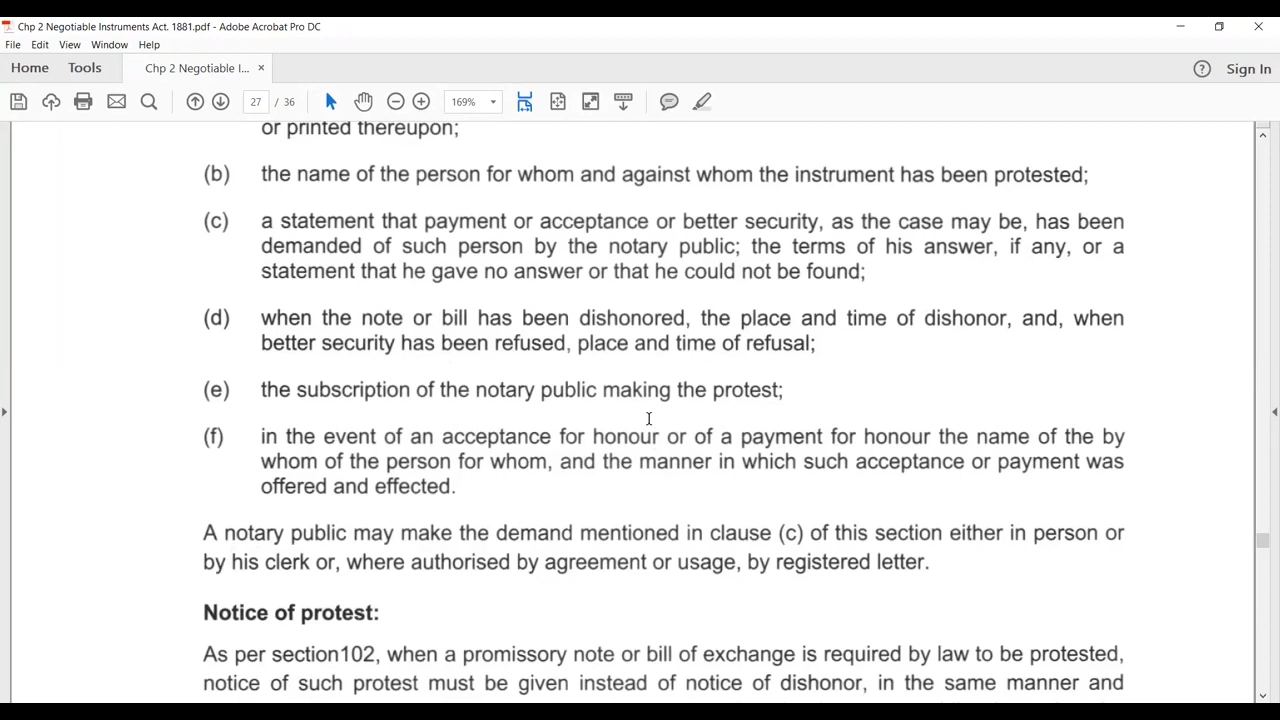 Chp 2 Negotiable Instruments Act. 1881.pdf - Adobe Acrobat Pro DC
File Edit View Window Help
Home Tools Chp 2 Negotiable I... × Sign In
27 / 36 169%
or printed thereupon;
(b) the name of the person for whom and against whom the instrument has been protested;
(c) a statement that payment or acceptance or better security, as the case may be, has been
demanded of such person by the notary public; the terms of his answer, if any, or a
statement that he gave no answer or that he could not be found;
(d) when the note or bill has been dishonored, the place and time of dishonor, and, when
better security has been refused, place and time of refusal;
(e) the subscription of the notary public making the protest;
(f) in the event of an acceptance for honour or of a payment for honour the name of the by
whom of the person for whom, and the manner in which such acceptance or payment was
offered and effected.
A notary public may make the demand mentioned in clause (c) of this section either in person or
by his clerk or, where authorised by agreement or usage, by registered letter.
Notice of protest:
As per section102, when a promissory note or bill of exchange is required by law to be protested,
notice of such protest must be given instead of notice of dishonor, in the same manner and